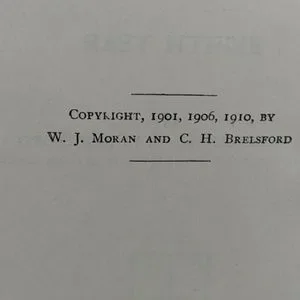 COPYRIGHT, 1901, 1906, 1910, BY
W. J. MORAN AND C. H. BRELSFORD